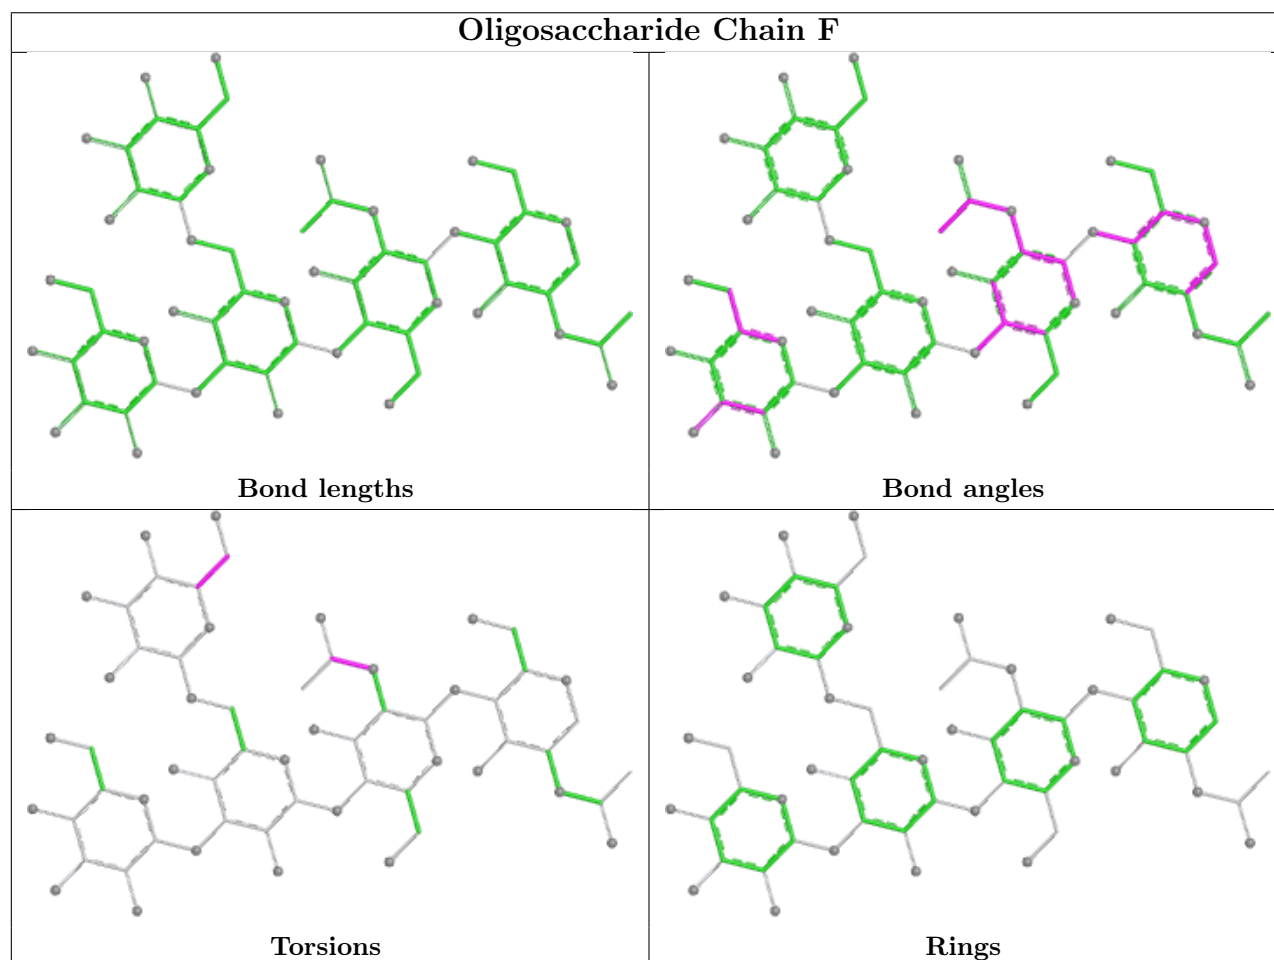 Oligosaccharide Chain F
Bond lengths
Bond angles
Torsions
Rings